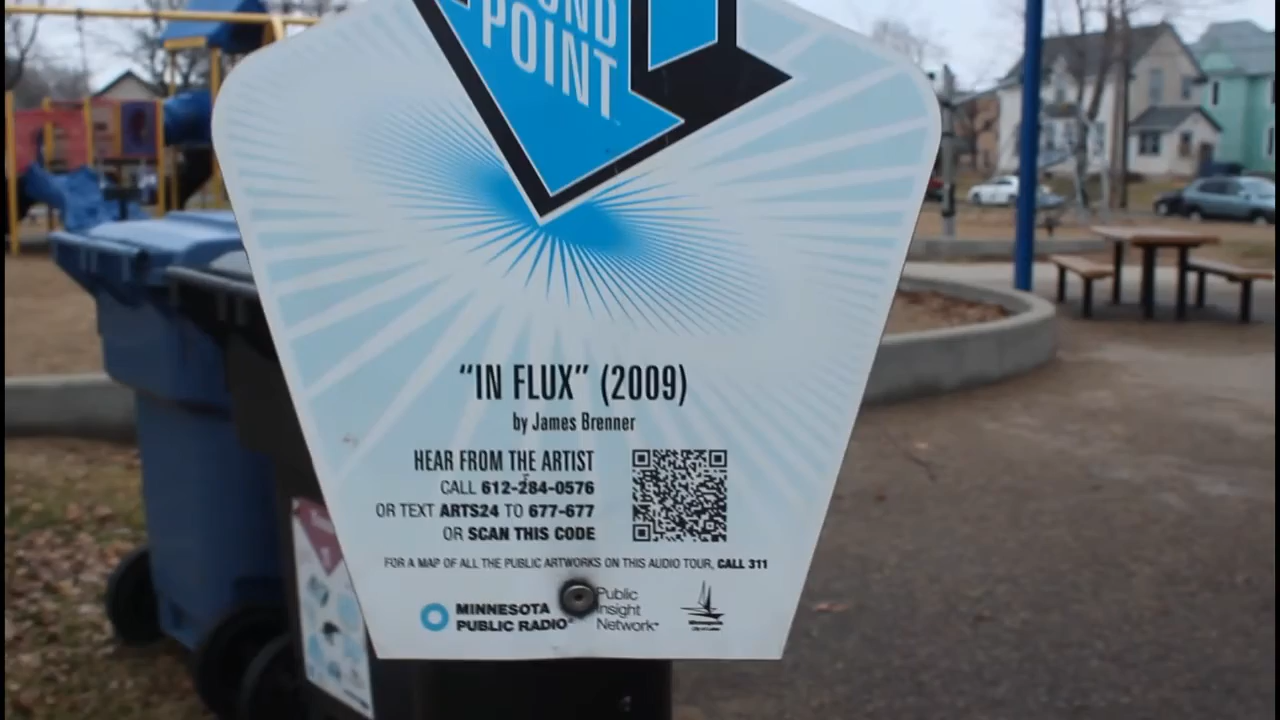 POINT
"IN FLUX" (2009)
by James Brenner
HEAR FROM THE ARTIST
CALL 612-284-0576
OR TEXT ARTS24 TO 677-677
OR SCAN THIS CODE
FOR A MAP OF ALL THE PUBLIC ARTWORKS ON THIS AUDIO TOUR, CALL 311
MINNESOTA
PUBLIC RADIO®
Public
Insight
Network
Minneapolis